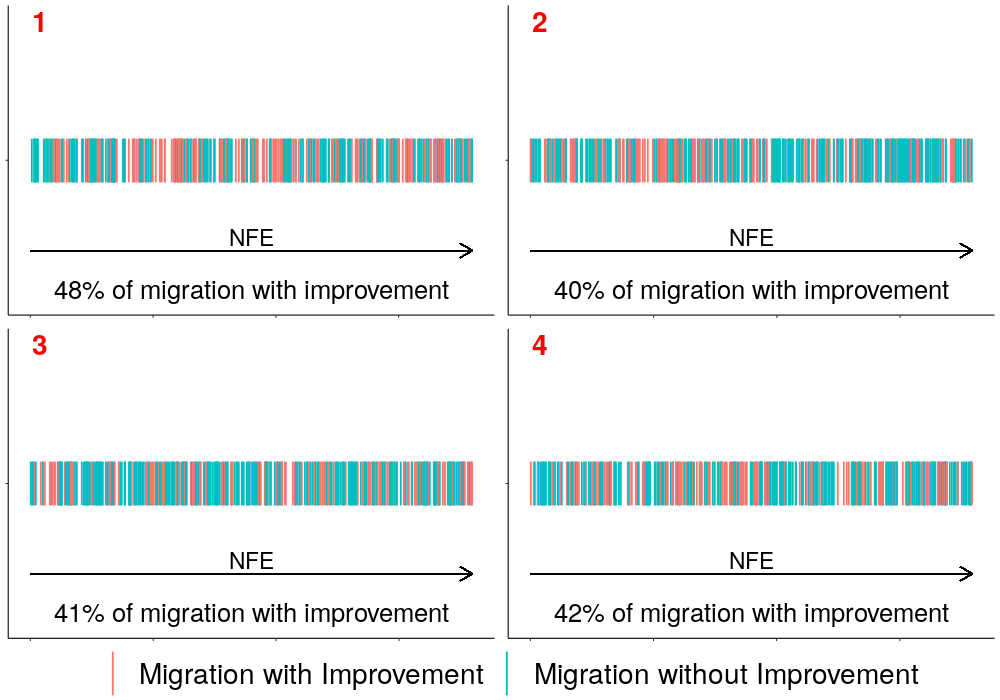 1
NFE
48% of migration with improvement
2
NFE
40% of migration with improvement
3
NFE
41% of migration with improvement
4
NFE
42% of migration with improvement
Migration with Improvement
Migration without Improvement